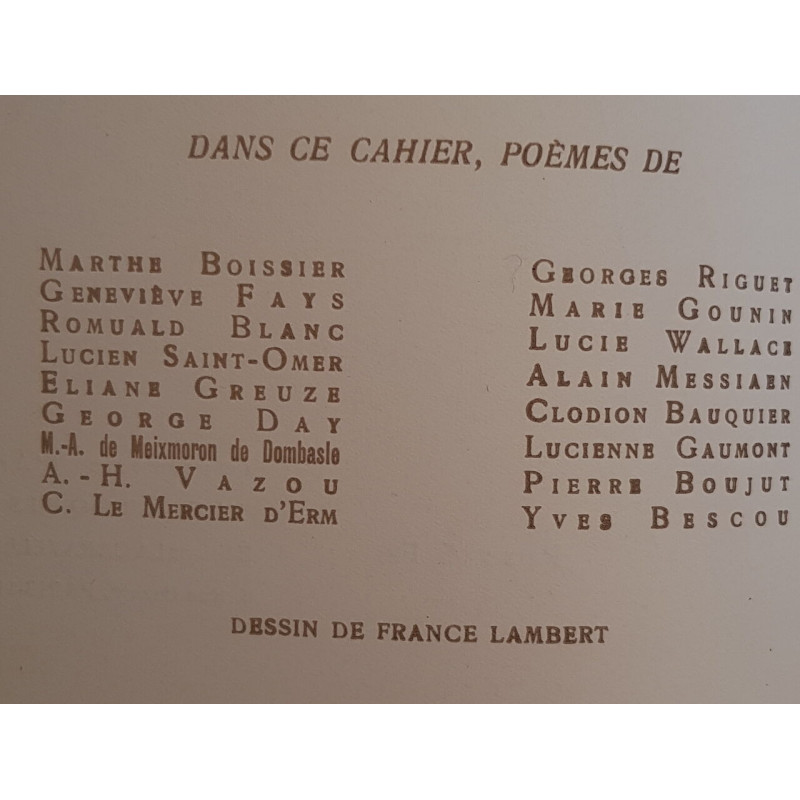 DANS CE CAHIER, POÈMES DE
MARTHE BOISSIER
GENEVIÈVE FAYS
ROMUALD BLANC
LUCIEN SAINT-OMER
ELIANE GREUZE
GEORGE DAY
M.-A. de Meixmoron de Dombasle
A.-H. VAZOU
C. LE MERCIER D'ERM
GEORGES RIGUET
MARIE GOUNIN
LUCIE WALLACE
ALAIN MESSIAEN
CLODION BAUQUIER
LUCIENNE GAUMONT
PIERRE BOUJUT
YVES BESCOU
DESSIN DE FRANCE LAMBERT